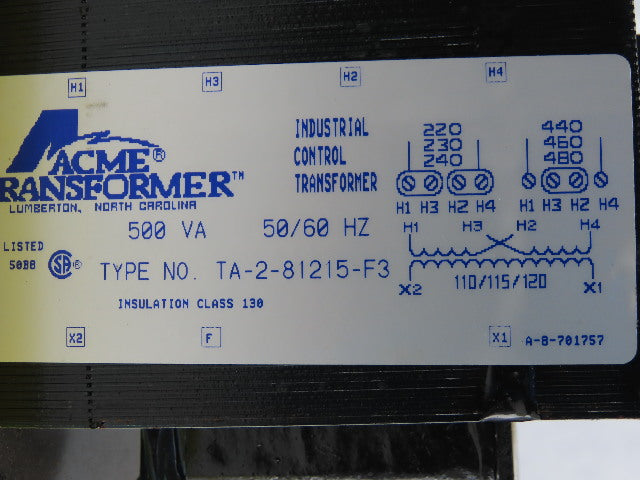 H1 H3 H2 H4
ACME®
TRANSFORMER™
LUMBERTON, NORTH CAROLINA
INDUSTRIAL
CONTROL
TRANSFORMER
220
230
240
440
460
480
H1 H3 H2 H4
H1 H3 H2 H4
500 VA 50/60 HZ
H1 H3 H2 H4
LISTED
50BB
SA®
TYPE NO. TA-2-81215-F3
X2 110/115/120 X1
INSULATION CLASS 130
X2 F X1 A-8-701757